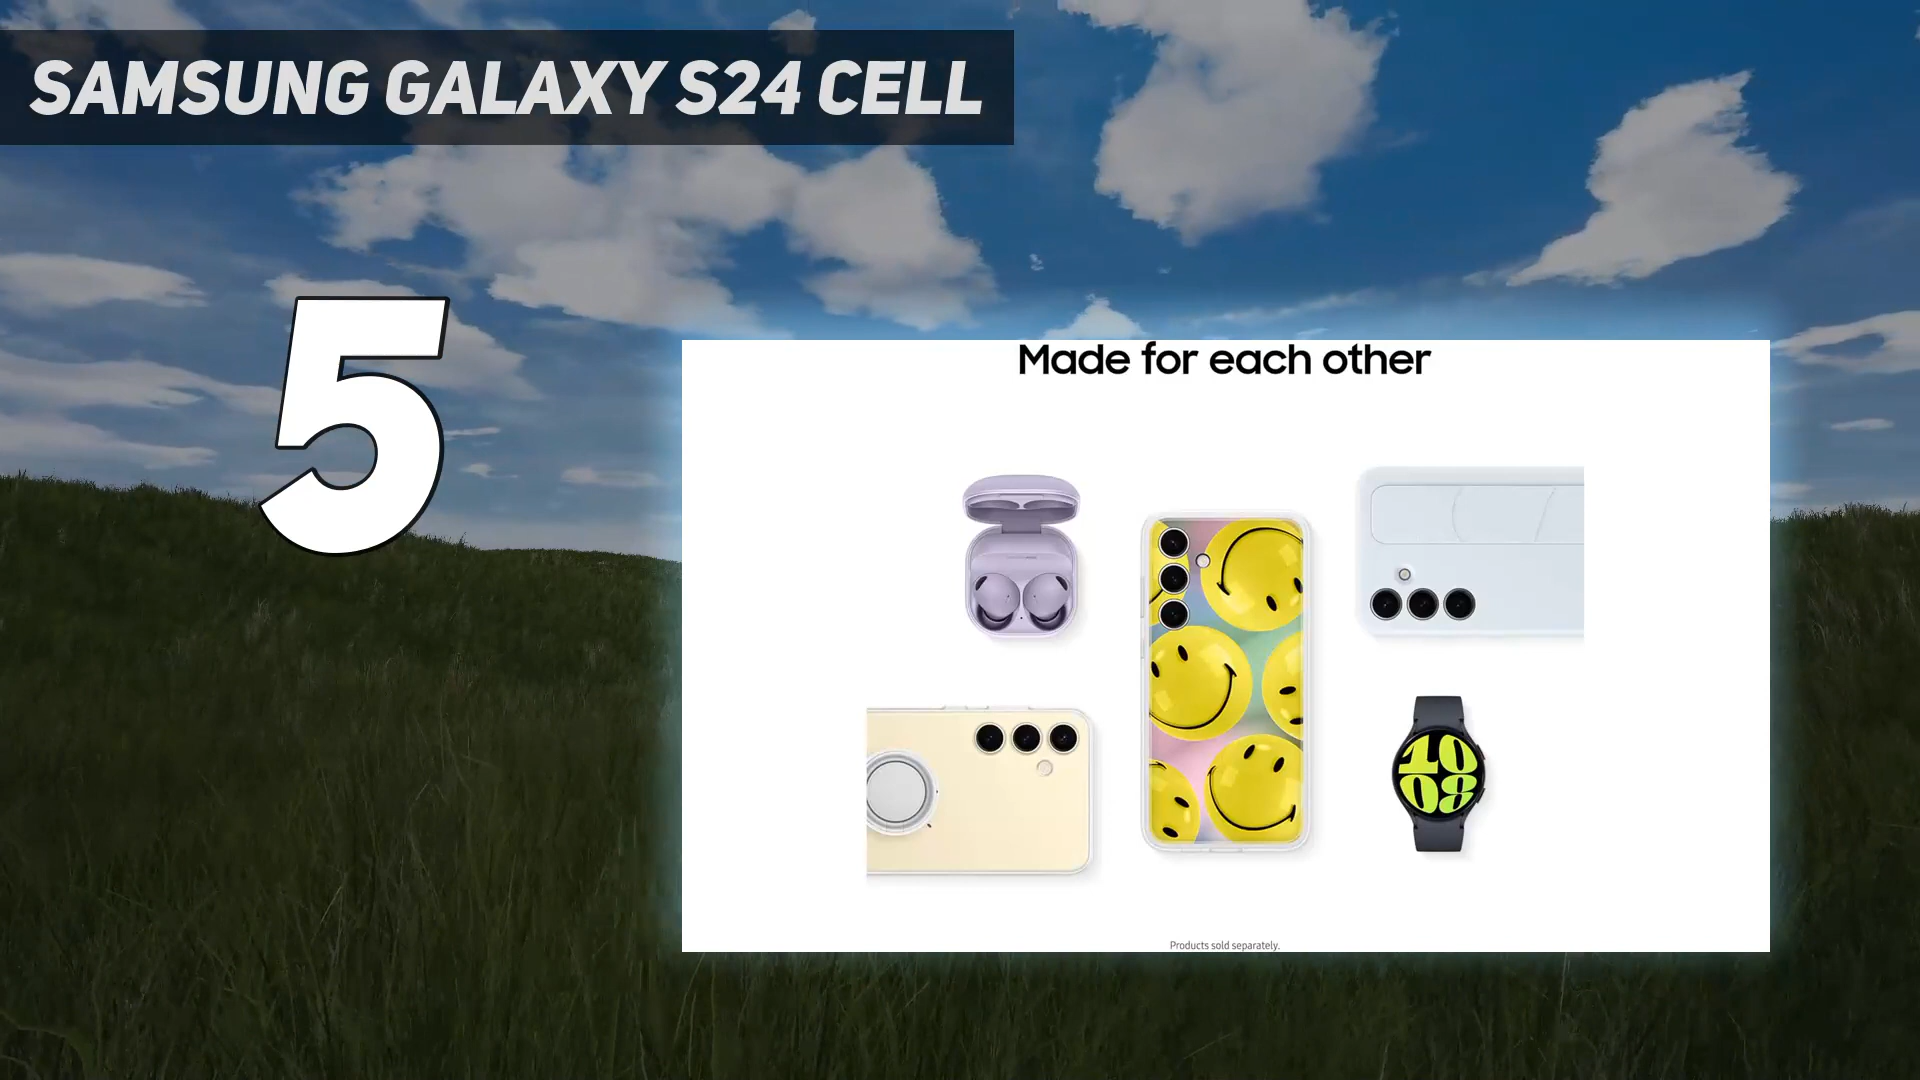 SAMSUNG GALAXY S24 CELL
5
Made for each other
10
08
Products sold separately.